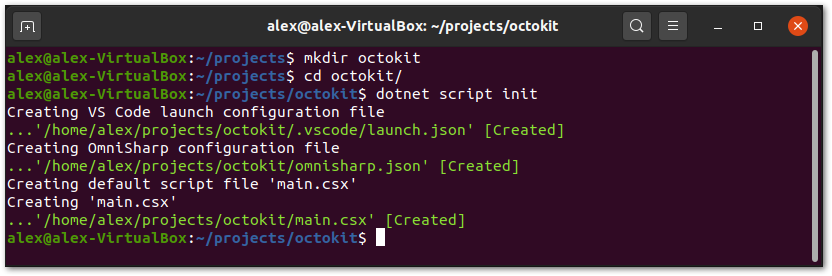 alex@alex-VirtualBox: ~/projects/octokit
alex@alex-VirtualBox:~/projects$ mkdir octokit
alex@alex-VirtualBox:~/projects$ cd octokit/
alex@alex-VirtualBox:~/projects/octokit$ dotnet script init
Creating VS Code launch configuration file
...'/home/alex/projects/octokit/.vscode/launch.json' [Created]
Creating OmniSharp configuration file
...'/home/alex/projects/octokit/omnisharp.json' [Created]
Creating default script file 'main.csx'
Creating 'main.csx'
...'/home/alex/projects/octokit/main.csx' [Created]
alex@alex-VirtualBox:~/projects/octokit$